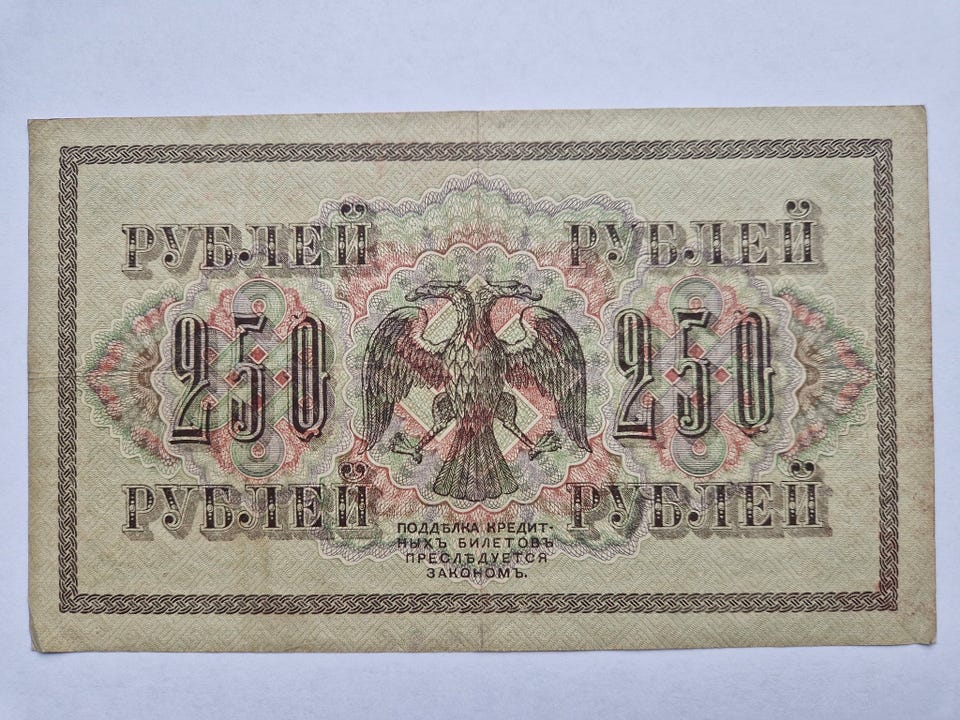 РУБЛЕЙ РУБЛЕЙ
250 250
РУБЛЕЙ РУБЛЕЙ
ПОДДѢЛКА КРЕДИТ-
НЫХЪ БИЛЕТОВЪ
ПРЕСЛѢДУЕТСЯ
ЗАКОНОМЪ.